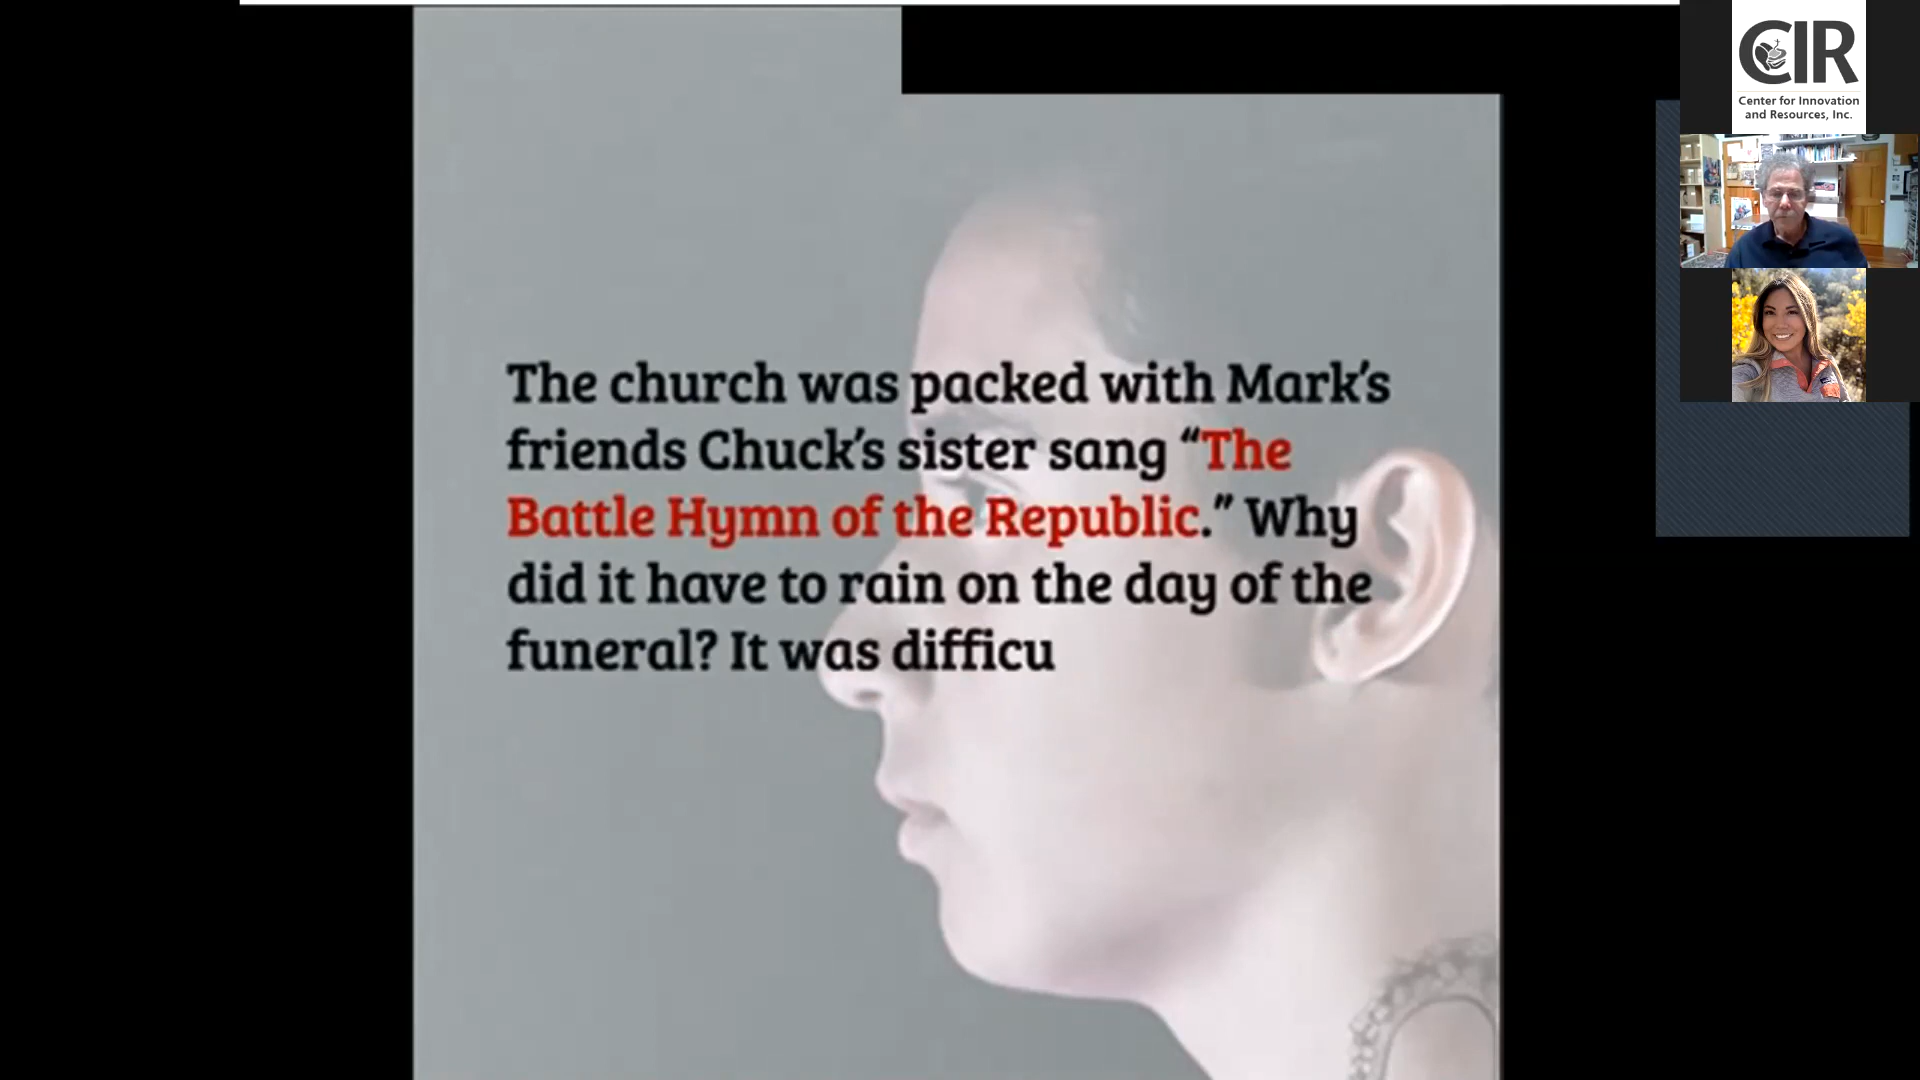 The church was packed with Mark’s
friends Chuck’s sister sang “The
Battle Hymn of the Republic.” Why
did it have to rain on the day of the
funeral? It was difficu
CIR
Center for Innovation
and Resources, Inc.